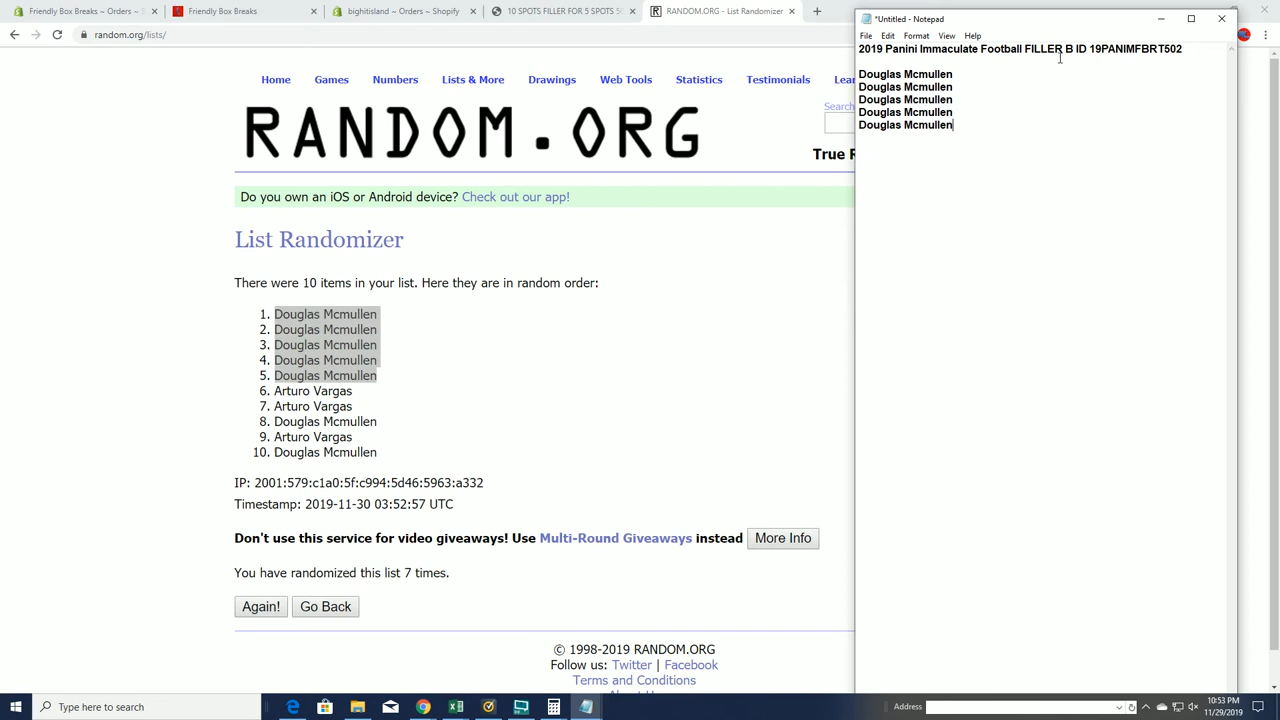 Friendly Box Breaks ~ Orders ~ S
Friendly Box Breaks
bighitisland ~ Orders ~ Shopify
10 SPOTS FILLER FOR 5 SPOTS 50
RANDOM.ORG - List Randomizer
random.org/lists/
*Untitled - Notepad
File Edit Format View Help
2019 Panini Immaculate Football FILLER B ID 19PANIMFBRT502
Douglas Mcmullen
Douglas Mcmullen
Douglas Mcmullen
Douglas Mcmullen
Douglas Mcmullen
Home Games Numbers Lists & More Drawings Web Tools Statistics Testimonials Lear
RANDOM.ORG
Search
True R
Do you own an iOS or Android device? Check out our app!
List Randomizer
There were 10 items in your list. Here they are in random order:
1. Douglas Mcmullen
2. Douglas Mcmullen
3. Douglas Mcmullen
4. Douglas Mcmullen
5. Douglas Mcmullen
6. Arturo Vargas
7. Arturo Vargas
8. Douglas Mcmullen
9. Arturo Vargas
10. Douglas Mcmullen
IP: 2001:579:c1a0:5f:c994:5d46:5963:a332
Timestamp: 2019-11-30 03:52:57 UTC
Don't use this service for video giveaways! Use Multi-Round Giveaways instead More Info
You have randomized this list 7 times.
Again! Go Back
© 1998-2019 RANDOM.ORG
Follow us: Twitter | Facebook
Terms and Conditions
Type here to search
Address
10:53 PM
11/29/2019